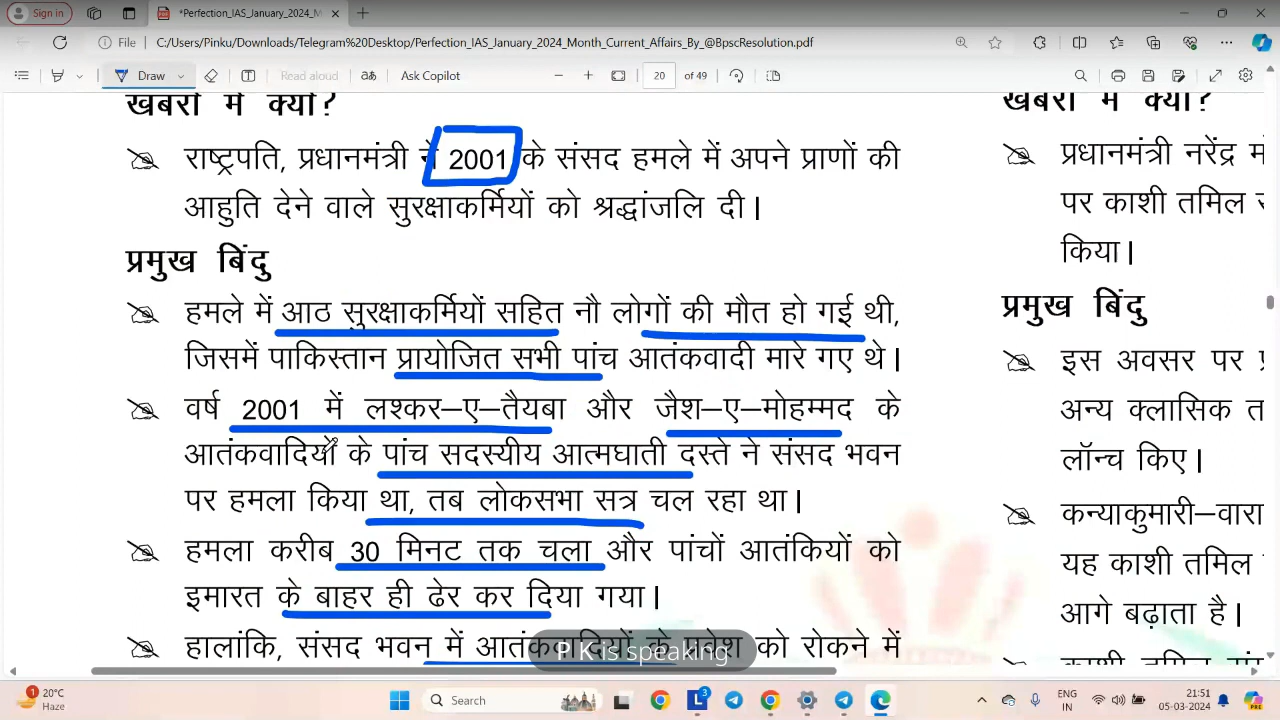 Sign in
*Perfection_IAS_January_2024_M
File
C:/Users/Pinku/Downloads/Telegram%20Desktop/Perfection_IAS_January_2024_Month_Current_Affairs_By_@BpscResolution.pdf
Draw
Read aloud
Ask Copilot
20 of 49
खबरों में क्यों?
राष्ट्रपति, प्रधानमंत्री ने 2001 के संसद हमले में अपने प्राणों की
आहुति देने वाले सुरक्षाकर्मियों को श्रद्धांजलि दी।
प्रमुख बिंदु
हमले में आठ सुरक्षाकर्मियों सहित नौ लोगों की मौत हो गई थी,
जिसमें पाकिस्तान प्रायोजित सभी पांच आतंकवादी मारे गए थे।
वर्ष 2001 में लश्कर–ए–तैयबा और जैश–ए–मोहम्मद के
आतंकवादियों के पांच सदस्यीय आत्मघाती दस्ते ने संसद भवन
पर हमला किया था, तब लोकसभा सत्र चल रहा था।
हमला करीब 30 मिनट तक चला और पांचों आतंकियों को
इमारत के बाहर ही ढेर कर दिया गया।
हालांकि, संसद भवन में आतंकवादियों के प्रवेश को रोकने में
खबरों में क्यों?
प्रधानमंत्री नरेंद्र
पर काशी तमिल
किया।
प्रमुख बिंदु
इस अवसर पर
अन्य क्लासिक
लॉन्च किए।
कन्याकुमारी–वारा
यह काशी तमिल
आगे बढ़ाता है।
P K is speaking
1
20°C
Haze
Search
3
ENG
IN
21:51
05-03-2024